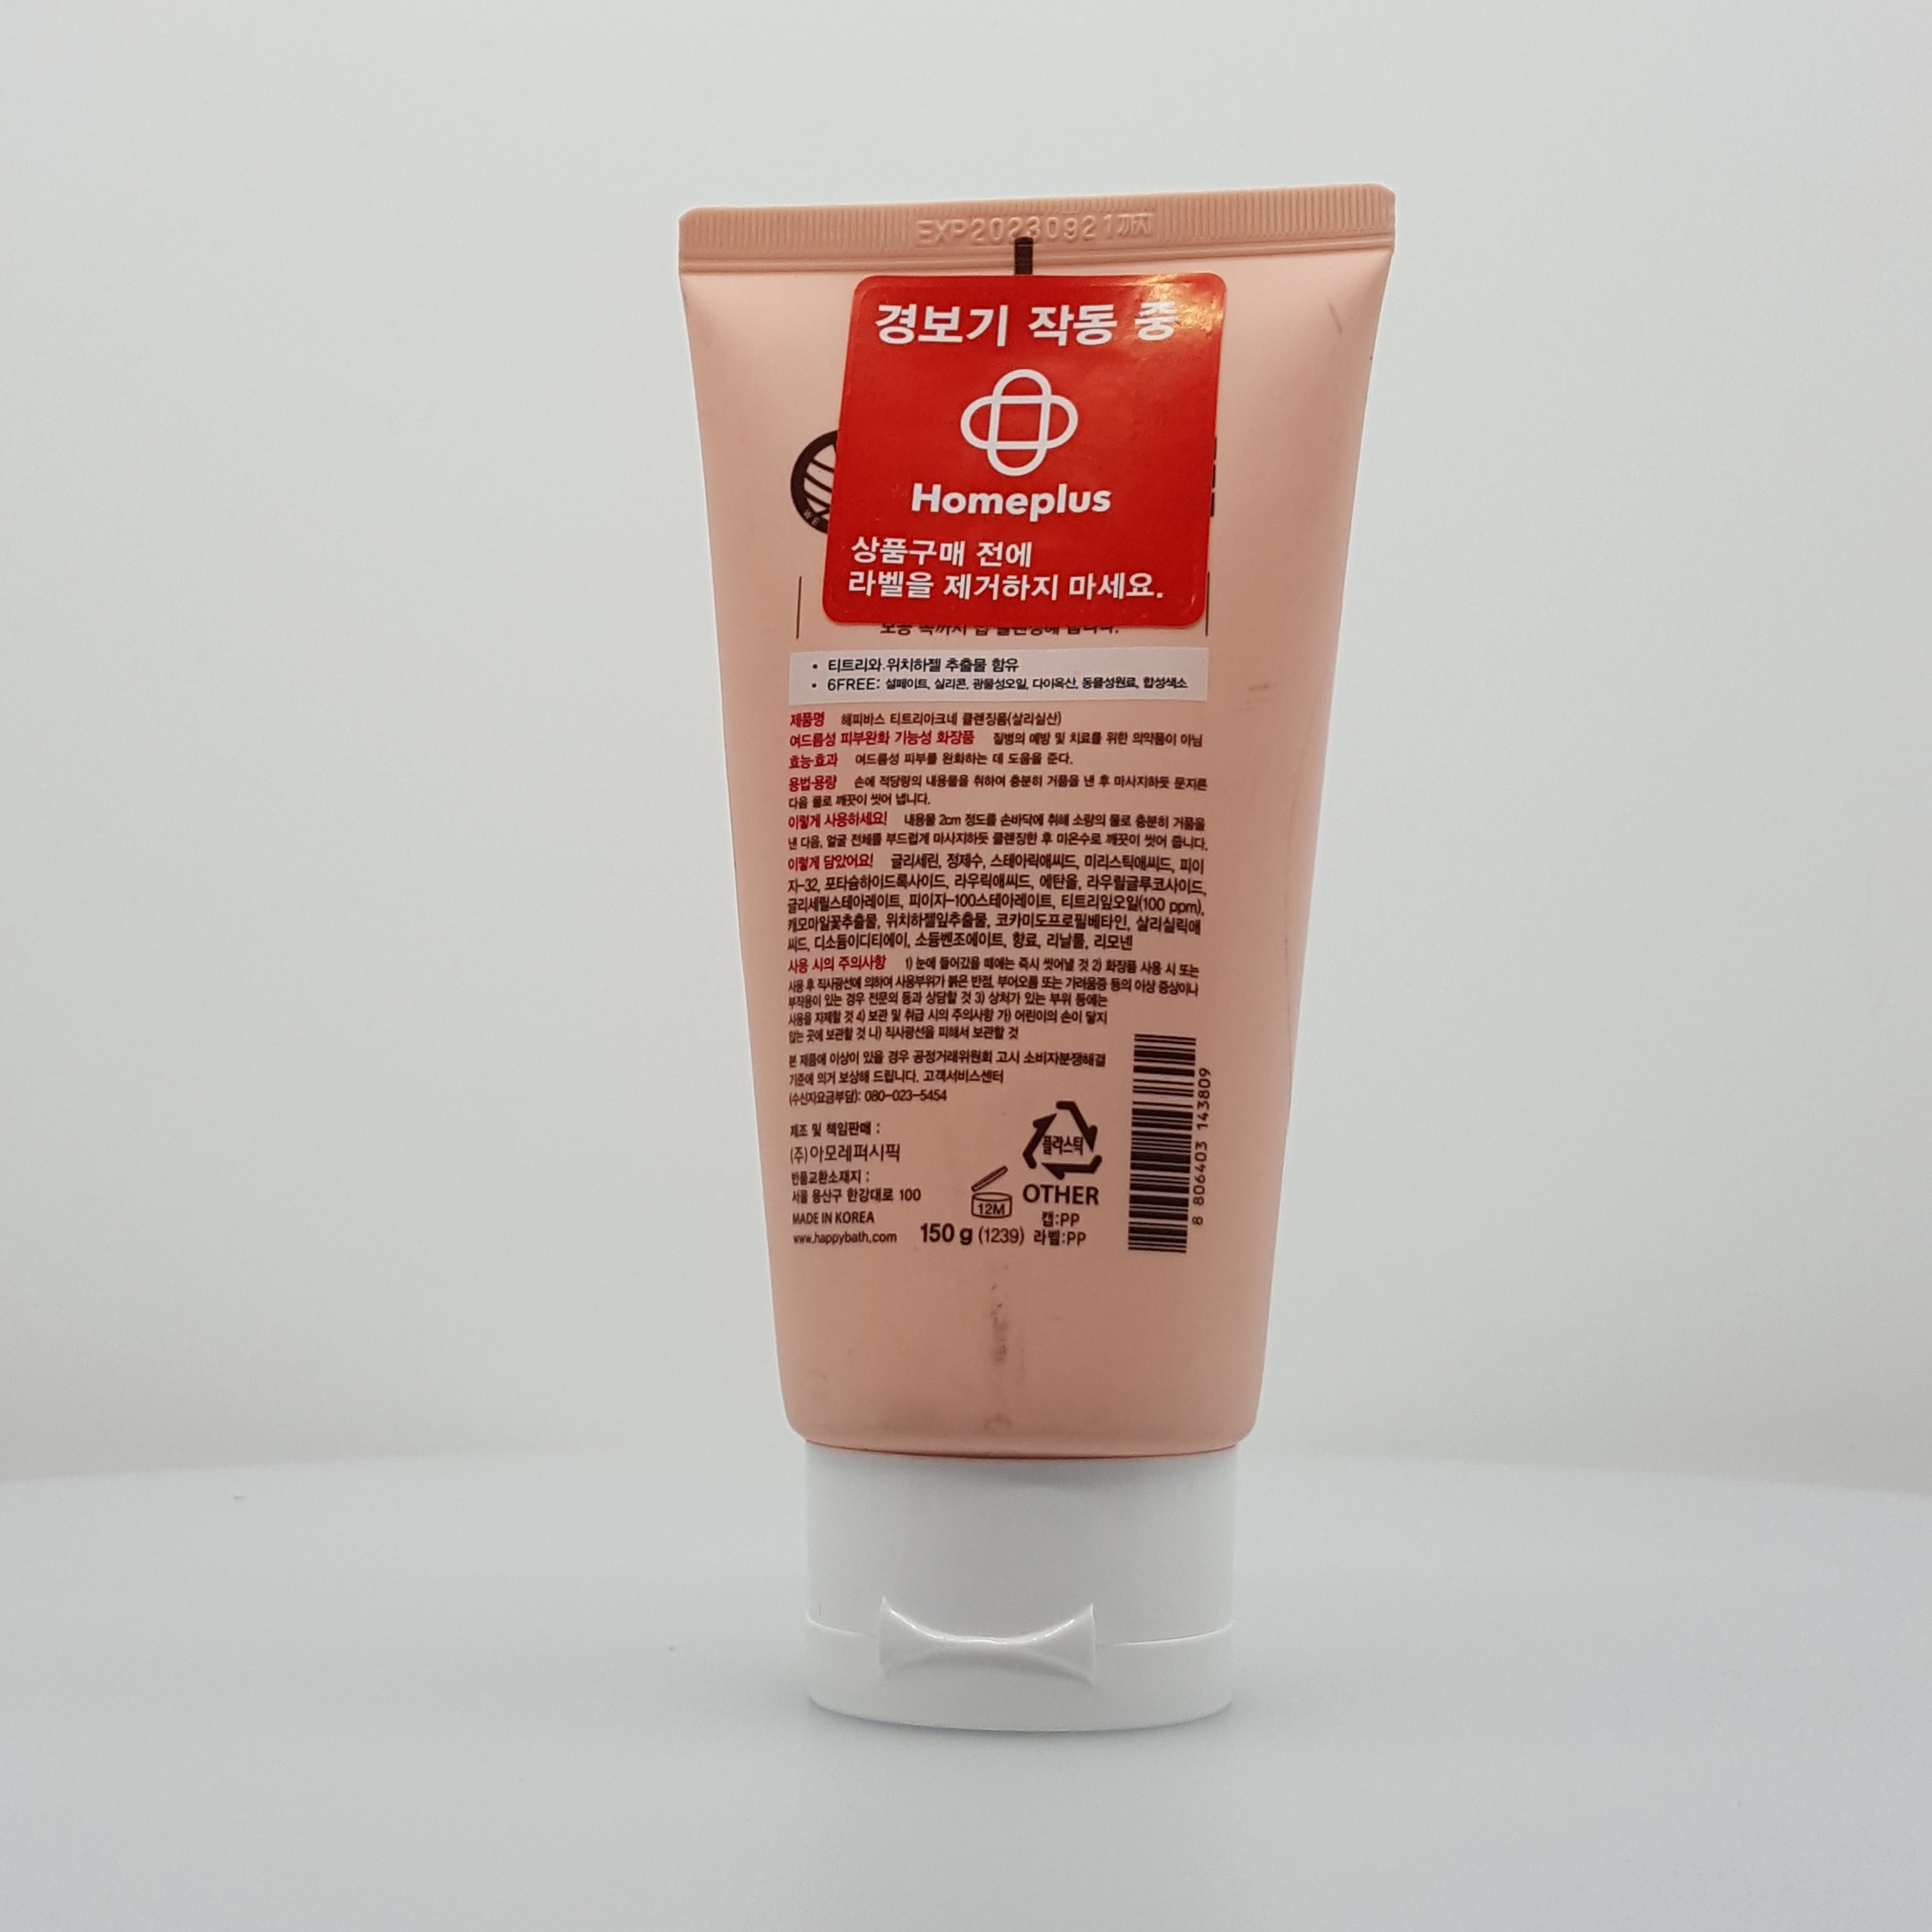 EXP20230921까지
경보기 작동 중
Homeplus
상품구매 전에
라벨을 제거하지 마세요.
WE
• 티트리와 위치하젤 추출물 함유
• 6FREE: 설페이트, 실리콘, 광물성오일, 다이옥산, 동물성원료, 합성색소
제품명 해피바스 티트리아크네 클렌징폼(살리실산)
여드름성 피부완화 기능성 화장품 질병의 예방 및 치료를 위한 의약품이 아님
효능·효과 여드름성 피부를 완화하는 데 도움을 준다.
용법·용량 손에 적당량의 내용물을 취하여 충분히 거품을 낸 후 마사지하듯 문지른
다음 물로 깨끗이 씻어 냅니다.
이렇게 사용하세요! 내용물 2cm 정도를 손바닥에 취해 소량의 물로 충분히 거품을
낸 다음, 얼굴 전체를 부드럽게 마사지하듯 클렌징한 후 미온수로 깨끗이 씻어 줍니다.
이렇게 담았어요! 글리세린, 정제수, 스테아릭애씨드, 미리스틱애씨드, 피이
지-32, 포타슘하이드록사이드, 라우릭애씨드, 에탄올, 라우릴글루코사이드,
글리세릴스테아레이트, 피이지-100스테아레이트, 티트리잎오일(100 ppm),
캐모마일꽃추출물, 위치하젤잎추출물, 코카미도프로필베타인, 살리실릭애
씨드, 디소듐이디티에이, 소듐벤조에이트, 향료, 리날룰, 리모넨
사용 시의 주의사항 1) 눈에 들어갔을 때에는 즉시 씻어낼 것 2) 화장품 사용 시 또는
사용 후 직사광선에 의하여 사용부위가 붉은 반점, 부어오름 또는 가려움증 등의 이상 증상이나
부작용이 있는 경우 전문의 등과 상담할 것 3) 상처가 있는 부위 등에는
사용을 자제할 것 4) 보관 및 취급 시의 주의사항 가) 어린이의 손이 닿지
않는 곳에 보관할 것 나) 직사광선을 피해서 보관할 것
본 제품에 이상이 있을 경우 공정거래위원회 고시 소비자분쟁해결
기준에 의거 보상해 드립니다. 고객서비스센터
(수신자요금부담): 080-023-5454
제조 및 책임판매 :
(주)아모레퍼시픽
반품교환소재지 :
서울 용산구 한강대로 100
MADE IN KOREA
www.happybath.com
150 g (1239)
12M
플라스틱
OTHER
캡:PP
라벨:PP
8 806403 143809